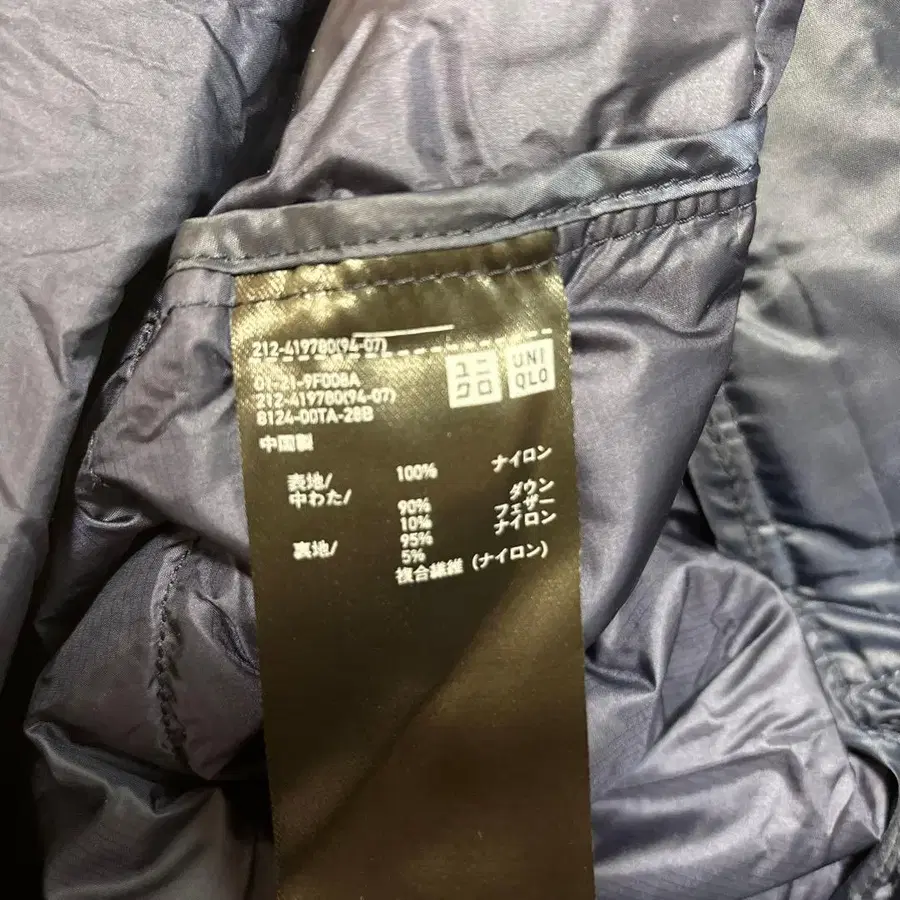 212-419780(94-07)
ユニ
クロ
UNI
QLO
01-21-9F008A
212-419780(94-07)
8124-00TA-28B
中国製
表地/ 100% ナイロン
中わた/ 90% ダウン
10% フェザー
裏地/ 95% ナイロン
5%
複合繊維 (ナイロン)